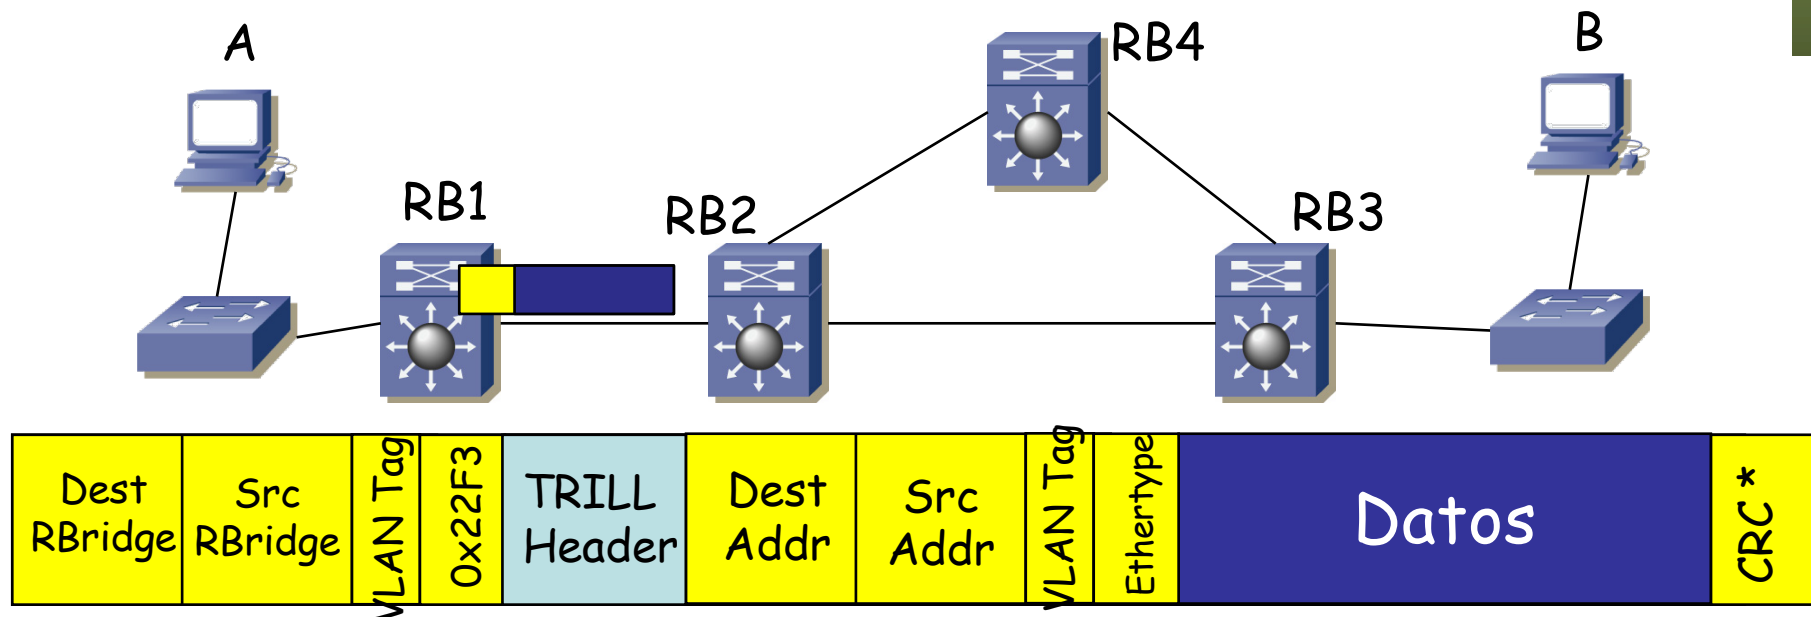 A
RB4
B
RB1
RB2
RB3
Dest
RBridge
Src
RBridge
VLAN Tag
0x22F3
TRILL
Header
Dest
Addr
Src
Addr
VLAN Tag
Ethertype
Datos
CRC *